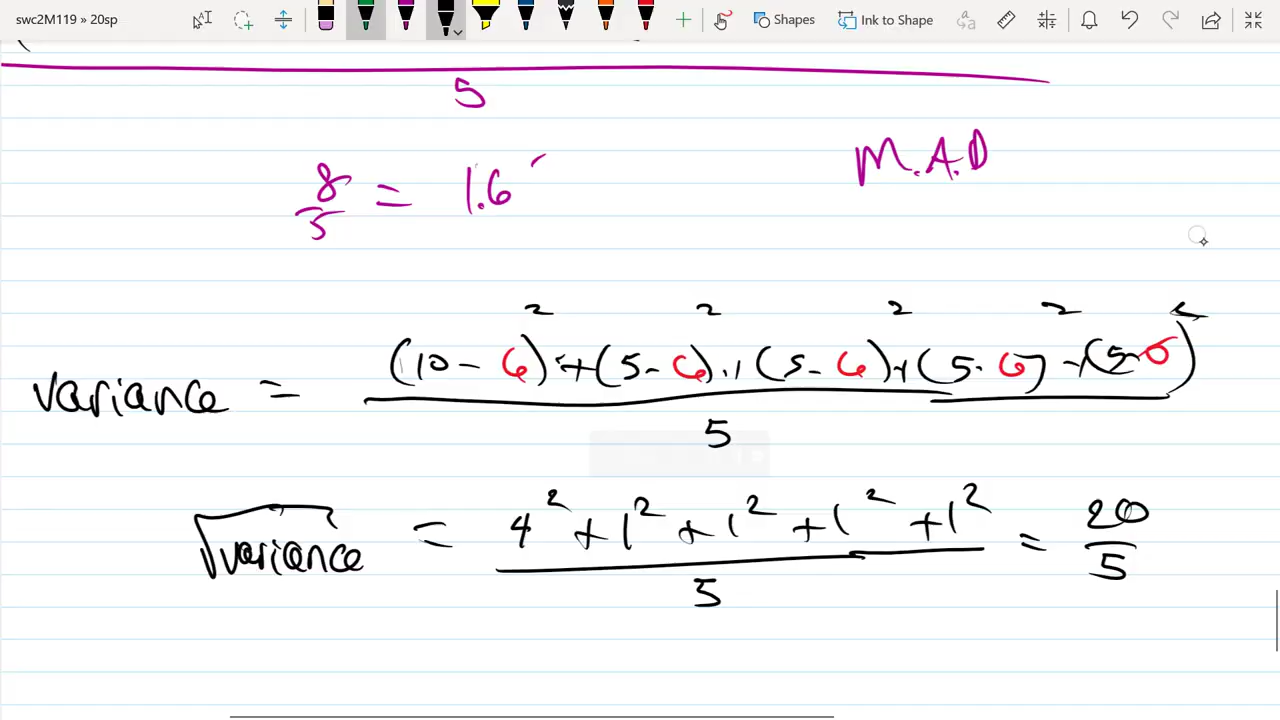 swc2M119 » 20sp
Shapes
Ink to Shape
5
8/5 = 1.6
M.A.D
variance = ((10-6)²+(5-6)²+(5-6)²+(5-6)²+(5-6)²)/5
√variance = (4²+1²+1²+1²+1²)/5 = 20/5